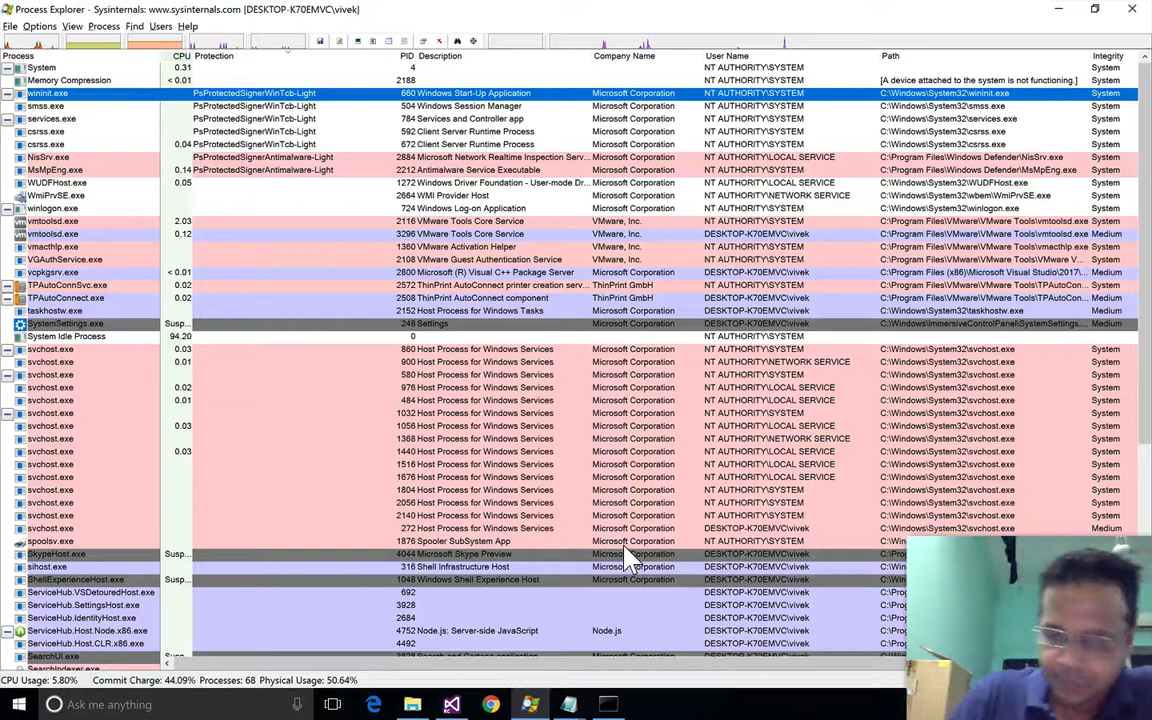 Process Explorer - Sysinternals: www.sysinternals.com [DESKTOP-K70EMVC\vivek]
File Options View Process Find Users Help
Process CPU Protection PID Description Company Name User Name Path Integrity
System 0.31 4 NT AUTHORITY\SYSTEM System
Memory Compression < 0.01 2188 NT AUTHORITY\SYSTEM [A device attached to the system is not functioning.] System
wininit.exe PsProtectedSignerWinTcb-Light 660 Windows Start-Up Application Microsoft Corporation NT AUTHORITY\SYSTEM C:\Windows\System32\wininit.exe System
smss.exe PsProtectedSignerWinTcb-Light 504 Windows Session Manager Microsoft Corporation NT AUTHORITY\SYSTEM C:\Windows\System32\smss.exe System
services.exe PsProtectedSignerWinTcb-Light 784 Services and Controller app Microsoft Corporation NT AUTHORITY\SYSTEM C:\Windows\System32\services.exe System
csrss.exe PsProtectedSignerWinTcb-Light 592 Client Server Runtime Process Microsoft Corporation NT AUTHORITY\SYSTEM C:\Windows\System32\csrss.exe System
csrss.exe 0.04 PsProtectedSignerWinTcb-Light 672 Client Server Runtime Process Microsoft Corporation NT AUTHORITY\SYSTEM C:\Windows\System32\csrss.exe System
NisSrv.exe PsProtectedSignerAntimalware-Light 2884 Microsoft Network Realtime Inspection Serv... Microsoft Corporation NT AUTHORITY\LOCAL SERVICE C:\Program Files\Windows Defender\NisSrv.exe System
MsMpEng.exe 0.14 PsProtectedSignerAntimalware-Light 2212 Antimalware Service Executable Microsoft Corporation NT AUTHORITY\SYSTEM C:\Program Files\Windows Defender\MsMpEng.exe System
WUDFHost.exe 0.05 1272 Windows Driver Foundation - User-mode Dr... Microsoft Corporation NT AUTHORITY\LOCAL SERVICE C:\Windows\System32\WUDFHost.exe System
WmiPrvSE.exe 2664 WMI Provider Host Microsoft Corporation NT AUTHORITY\NETWORK SERVICE C:\Windows\System32\wbem\WmiPrvSE.exe System
winlogon.exe 708 Windows Log-on Application Microsoft Corporation NT AUTHORITY\SYSTEM C:\Windows\System32\winlogon.exe System
vmtoolsd.exe 2.03 2116 VMware Tools Core Service VMware, Inc. NT AUTHORITY\SYSTEM C:\Program Files\VMware\VMware Tools\vmtoolsd.exe System
vmtoolsd.exe 0.12 3296 VMware Tools Core Service VMware, Inc. DESKTOP-K70EMVC\vivek C:\Program Files\VMware\VMware Tools\vmtoolsd.exe Medium
vmacthlp.exe 1360 VMware Activation Helper VMware, Inc. NT AUTHORITY\SYSTEM C:\Program Files\VMware\VMware Tools\vmacthlp.exe System
VGAuthService.exe 2108 VMware Guest Authentication Service VMware, Inc. NT AUTHORITY\SYSTEM C:\Program Files\VMware\VMware Tools\VMware V... System
vcpkgsrv.exe < 0.01 2800 Microsoft (R) Visual C++ Package Server Microsoft Corporation DESKTOP-K70EMVC\vivek C:\Program Files (x86)\Microsoft Visual Studio\2017\... Medium
TPAutoConnSvc.exe 0.02 2572 ThinPrint AutoConnect printer creation serv... ThinPrint GmbH NT AUTHORITY\SYSTEM C:\Program Files\VMware\VMware Tools\TPAutoCon... System
TPAutoConnect.exe 0.02 2508 ThinPrint AutoConnect component ThinPrint GmbH DESKTOP-K70EMVC\vivek C:\Program Files\VMware\VMware Tools\TPAutoCon... Medium
taskhostw.exe 2152 Host Process for Windows Tasks Microsoft Corporation DESKTOP-K70EMVC\vivek C:\Windows\System32\taskhostw.exe Medium
SystemSettings.exe Susp... 248 Settings Microsoft Corporation DESKTOP-K70EMVC\vivek C:\Windows\ImmersiveControlPanel\SystemSettings.... Medium
System Idle Process 94.20 0 NT AUTHORITY\SYSTEM
svchost.exe 0.03 860 Host Process for Windows Services Microsoft Corporation NT AUTHORITY\SYSTEM C:\Windows\System32\svchost.exe System
svchost.exe 0.01 900 Host Process for Windows Services Microsoft Corporation NT AUTHORITY\NETWORK SERVICE C:\Windows\System32\svchost.exe System
svchost.exe 580 Host Process for Windows Services Microsoft Corporation NT AUTHORITY\SYSTEM C:\Windows\System32\svchost.exe System
svchost.exe 0.02 976 Host Process for Windows Services Microsoft Corporation NT AUTHORITY\LOCAL SERVICE C:\Windows\System32\svchost.exe System
svchost.exe 0.01 484 Host Process for Windows Services Microsoft Corporation NT AUTHORITY\LOCAL SERVICE C:\Windows\System32\svchost.exe System
svchost.exe 1032 Host Process for Windows Services Microsoft Corporation NT AUTHORITY\SYSTEM C:\Windows\System32\svchost.exe System
svchost.exe 0.03 1056 Host Process for Windows Services Microsoft Corporation NT AUTHORITY\LOCAL SERVICE C:\Windows\System32\svchost.exe System
svchost.exe 1368 Host Process for Windows Services Microsoft Corporation NT AUTHORITY\NETWORK SERVICE C:\Windows\System32\svchost.exe System
svchost.exe 0.03 1440 Host Process for Windows Services Microsoft Corporation NT AUTHORITY\LOCAL SERVICE C:\Windows\System32\svchost.exe System
svchost.exe 1516 Host Process for Windows Services Microsoft Corporation NT AUTHORITY\LOCAL SERVICE C:\Windows\System32\svchost.exe System
svchost.exe 1676 Host Process for Windows Services Microsoft Corporation NT AUTHORITY\LOCAL SERVICE C:\Windows\System32\svchost.exe System
svchost.exe 1804 Host Process for Windows Services Microsoft Corporation NT AUTHORITY\SYSTEM C:\Windows\System32\svchost.exe System
svchost.exe 2056 Host Process for Windows Services Microsoft Corporation NT AUTHORITY\SYSTEM C:\Windows\System32\svchost.exe System
svchost.exe 2140 Host Process for Windows Services Microsoft Corporation NT AUTHORITY\SYSTEM C:\Windows\System32\svchost.exe System
svchost.exe 272 Host Process for Windows Services Microsoft Corporation DESKTOP-K70EMVC\vivek C:\Windows\System32\svchost.exe Medium
spoolsv.exe 1876 Spooler SubSystem App Microsoft Corporation NT AUTHORITY\SYSTEM
SkypeHost.exe Susp... 4044 Microsoft Skype Preview Microsoft Corporation DESKTOP-K70EMVC\vivek
sihost.exe 316 Shell Infrastructure Host Microsoft Corporation DESKTOP-K70EMVC\vivek
ShellExperienceHost.exe Susp... 1048 Windows Shell Experience Host Microsoft Corporation DESKTOP-K70EMVC\vivek
ServiceHub.VSDetouredHost.exe 692 DESKTOP-K70EMVC\vivek
ServiceHub.SettingsHost.exe 3928 DESKTOP-K70EMVC\vivek
ServiceHub.IdentityHost.exe 2684 DESKTOP-K70EMVC\vivek
ServiceHub.Host.Node.x86.exe 4752 Node.js: Server-side JavaScript Node.js DESKTOP-K70EMVC\vivek
ServiceHub.Host.CLR.x86.exe 4492 DESKTOP-K70EMVC\vivek
SearchUI.exe
SearchIndexer.exe
CPU Usage: 5.80% Commit Charge: 44.09% Processes: 68 Physical Usage: 50.64%
Ask me anything